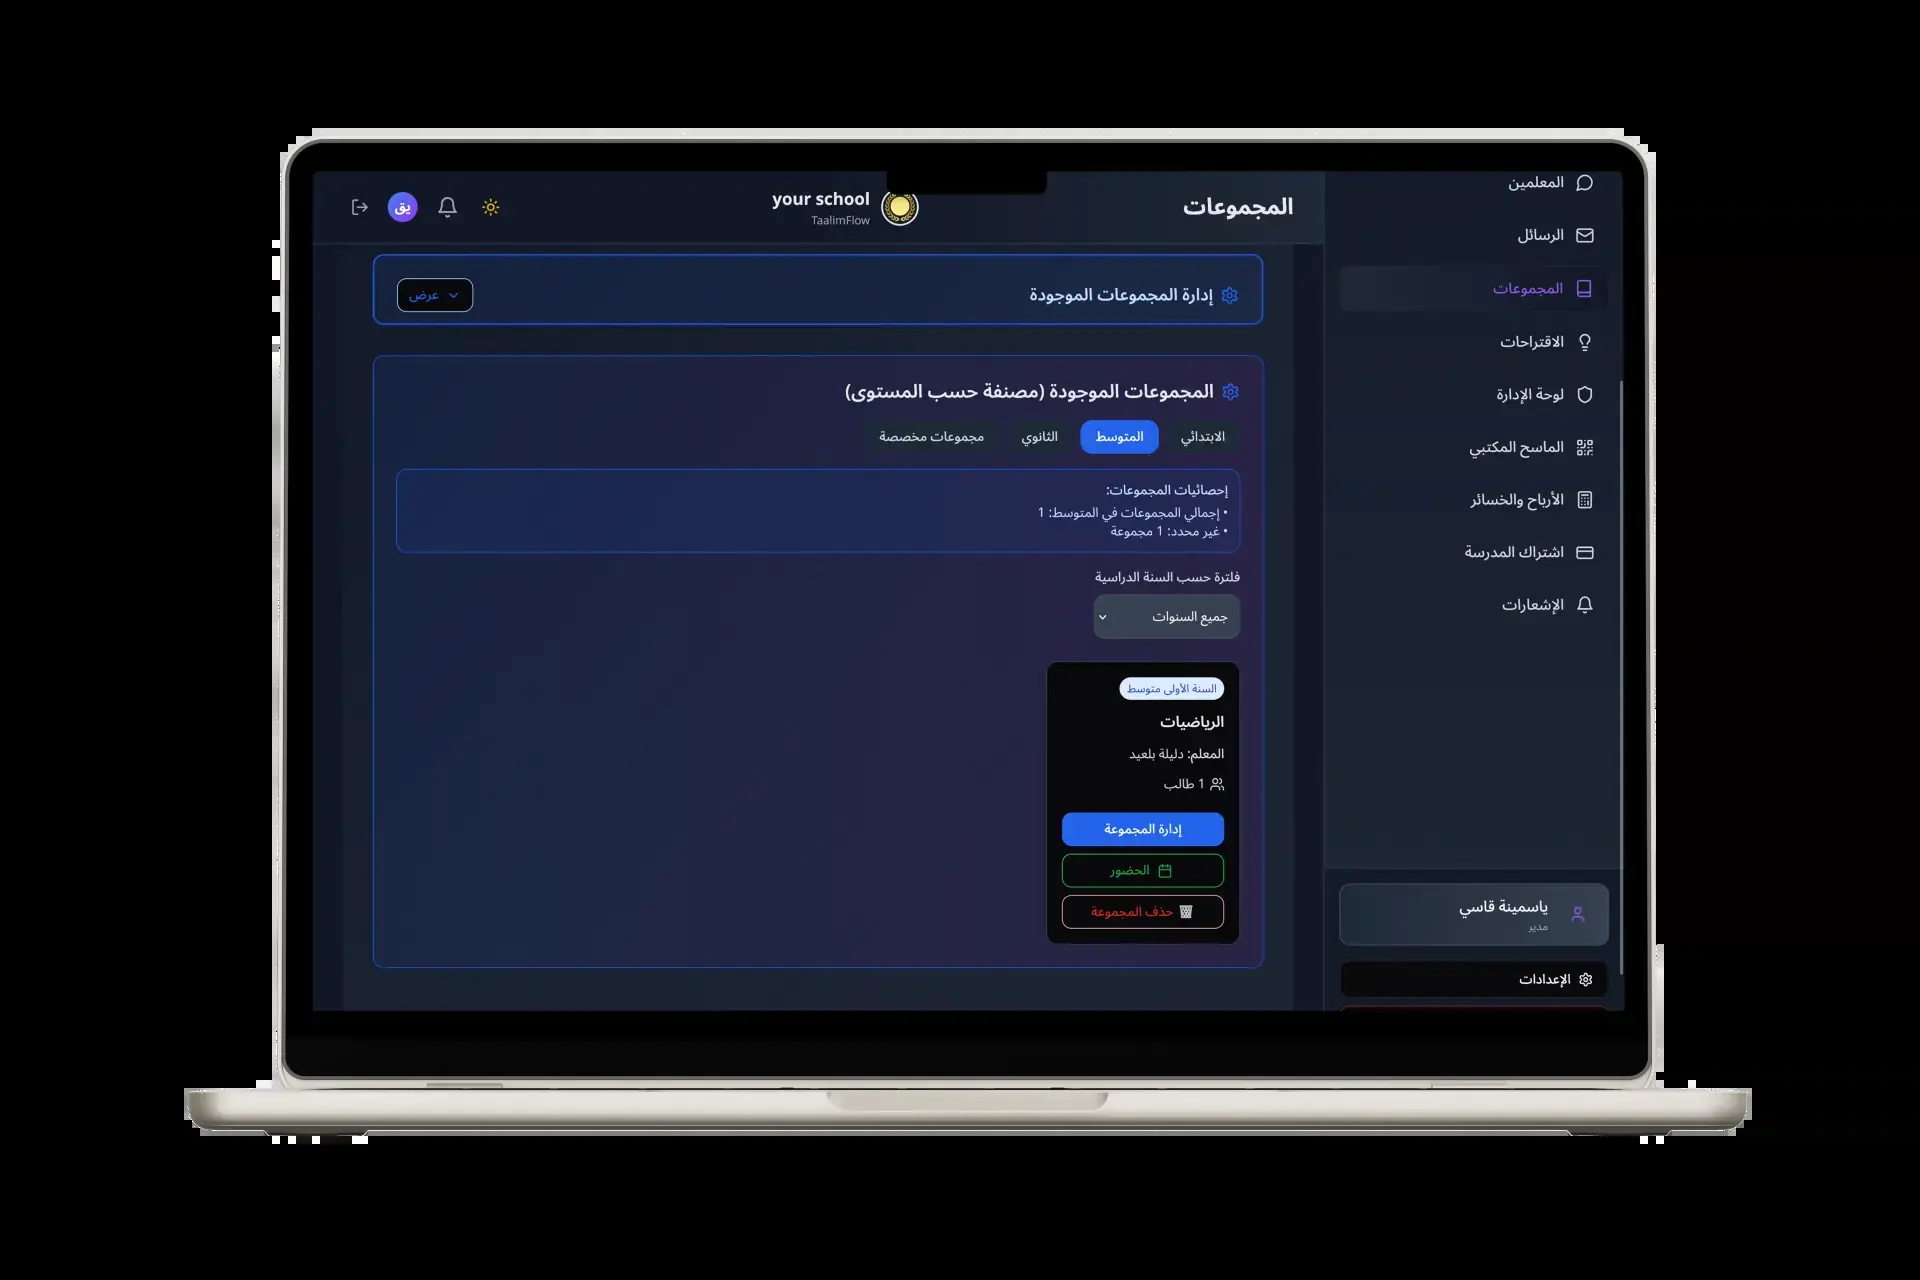 المجموعات
your school
TaalimFlow
يق
المعلمين
الرسائل
المجموعات
الاقتراحات
لوحة الإدارة
الماسح المكتبي
الأرباح والخسائر
اشتراك المدرسة
الإشعارات
ياسمينة قاسي
مدير
الإعدادات
إدارة المجموعات الموجودة
عرض
المجموعات الموجودة (مصنفة حسب المستوى)
الابتدائي المتوسط الثانوي مجموعات مخصصة
إحصائيات المجموعات:
• إجمالي المجموعات في المتوسط: 1
• غير محدد: 1 مجموعة
فلترة حسب السنة الدراسية
جميع السنوات
السنة الأولى متوسط
الرياضيات
المعلم: دليلة بلعيد
1 طالب
إدارة المجموعة
الحضور
حذف المجموعة